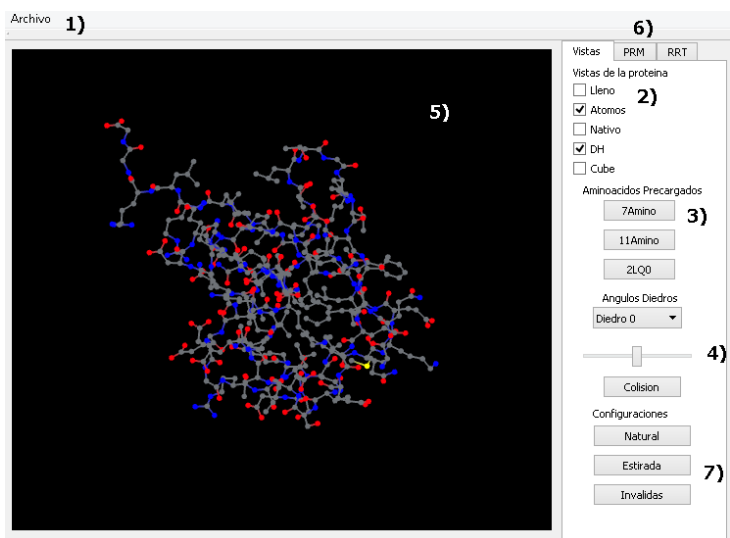 Archivo 1)
6)
Vistas PRM RRT
Vistas de la proteina
Lleno 2)
Atomos
Nativo
DH
Cube
5)
Aminoacidos Precargados
7Amino 3)
11Amino
2LQ0
Angulos Diedros
Diedro 0
4)
Colision
Configuraciones
Natural
Estirada 7)
Invalidas